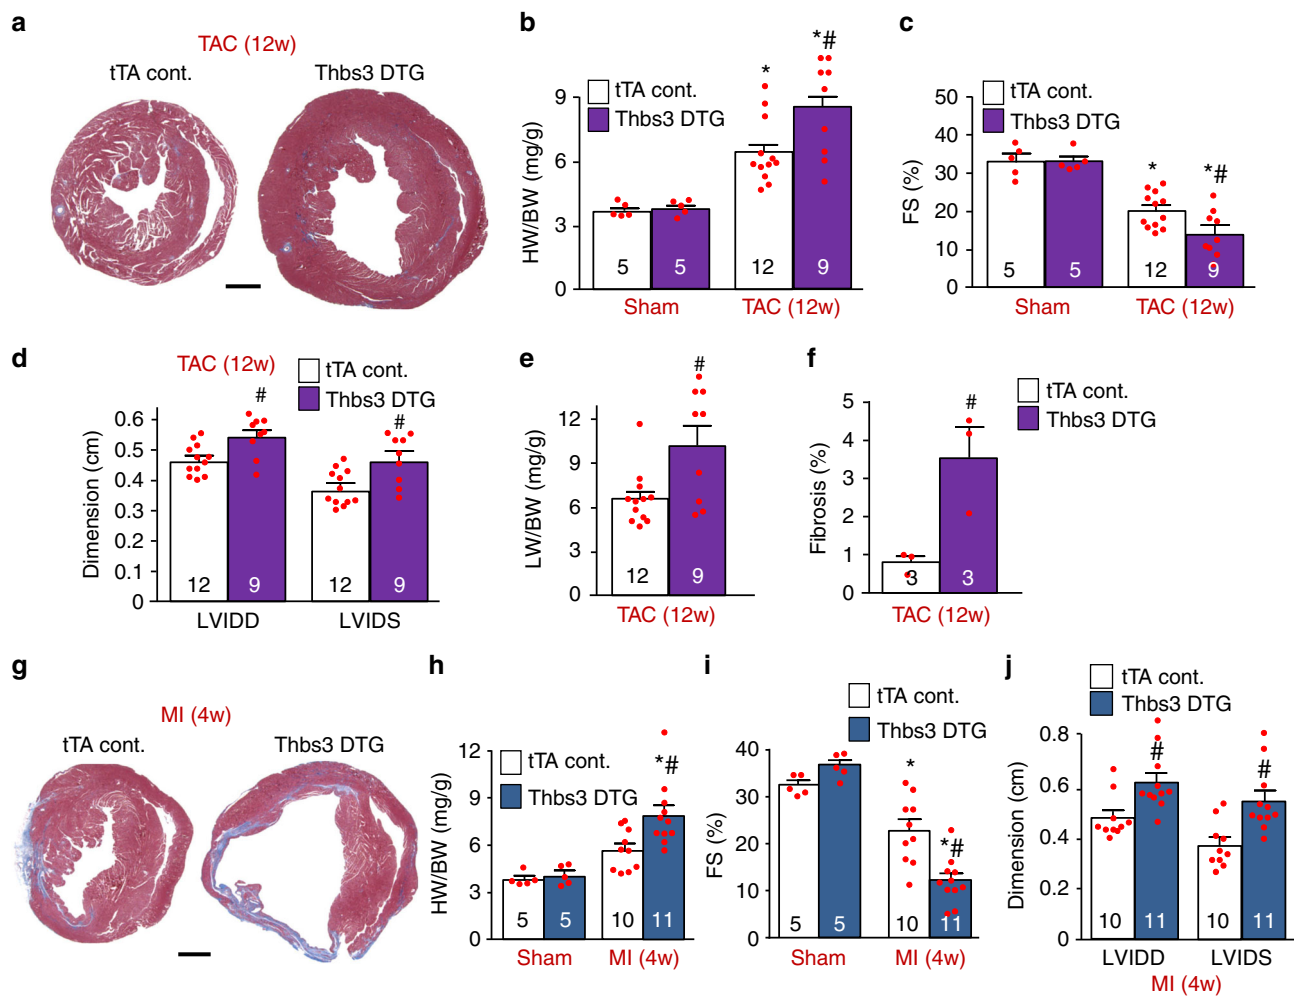 a
TAC (12w)
tTA cont.
Thbs3 DTG
b
HW/BW (mg/g)
9
6
3
0
tTA cont.
Thbs3 DTG
*
*#
5
5
12
9
Sham
TAC (12w)
c
FS (%)
50
40
30
20
10
0
tTA cont.
Thbs3 DTG
*
*#
5
5
12
9
Sham
TAC (12w)
d
TAC (12w)
tTA cont.
Thbs3 DTG
Dimension (cm)
0.6
0.5
0.4
0.3
0.2
0.1
0
#
#
12
9
12
9
LVIDD
LVIDS
e
LW/BW (mg/g)
12
9
6
3
0
#
12
9
TAC (12w)
f
tTA cont.
Thbs3 DTG
Fibrosis (%)
5
4
3
2
1
0
#
3
3
TAC (12w)
g
MI (4w)
tTA cont.
Thbs3 DTG
h
HW/BW (mg/g)
12
9
6
3
0
tTA cont.
Thbs3 DTG
*#
5
5
10
11
Sham
MI (4w)
i
tTA cont.
Thbs3 DTG
FS (%)
40
30
20
10
0
*
*#
5
5
10
11
Sham
MI (4w)
j
tTA cont.
Thbs3 DTG
Dimension (cm)
0.8
0.6
0.4
0.2
0
#
#
10
11
10
11
LVIDD
LVIDS
MI (4w)